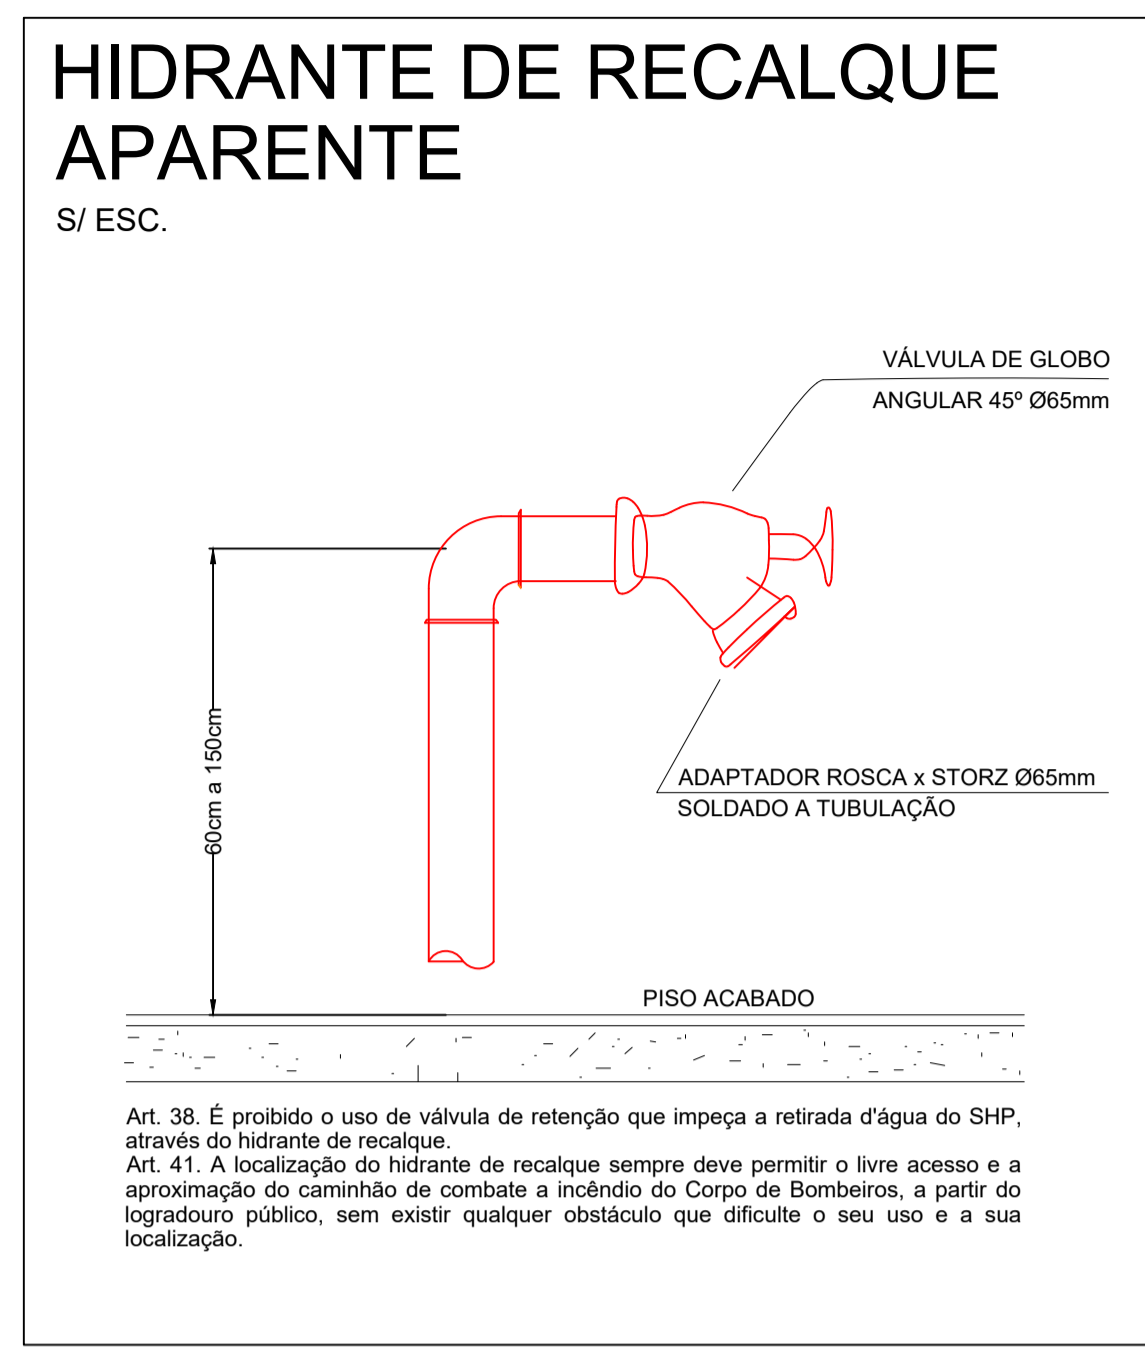 HIDRANTE DE RECALQUE
APARENTE
S/ ESC.
VÁLVULA DE GLOBO
ANGULAR 45º Ø65mm
60cm a 150cm
ADAPTADOR ROSCA x STORZ Ø65mm
SOLDADO A TUBULAÇÃO
PISO ACABADO
Art. 38. É proibido o uso de válvula de retenção que impeça a retirada d'água do SHP,
através do hidrante de recalque.
Art. 41. A localização do hidrante de recalque sempre deve permitir o livre acesso e a
aproximação do caminhão de combate a incêndio do Corpo de Bombeiros, a partir do
logradouro público, sem existir qualquer obstáculo que dificulte o seu uso e a sua
localização.